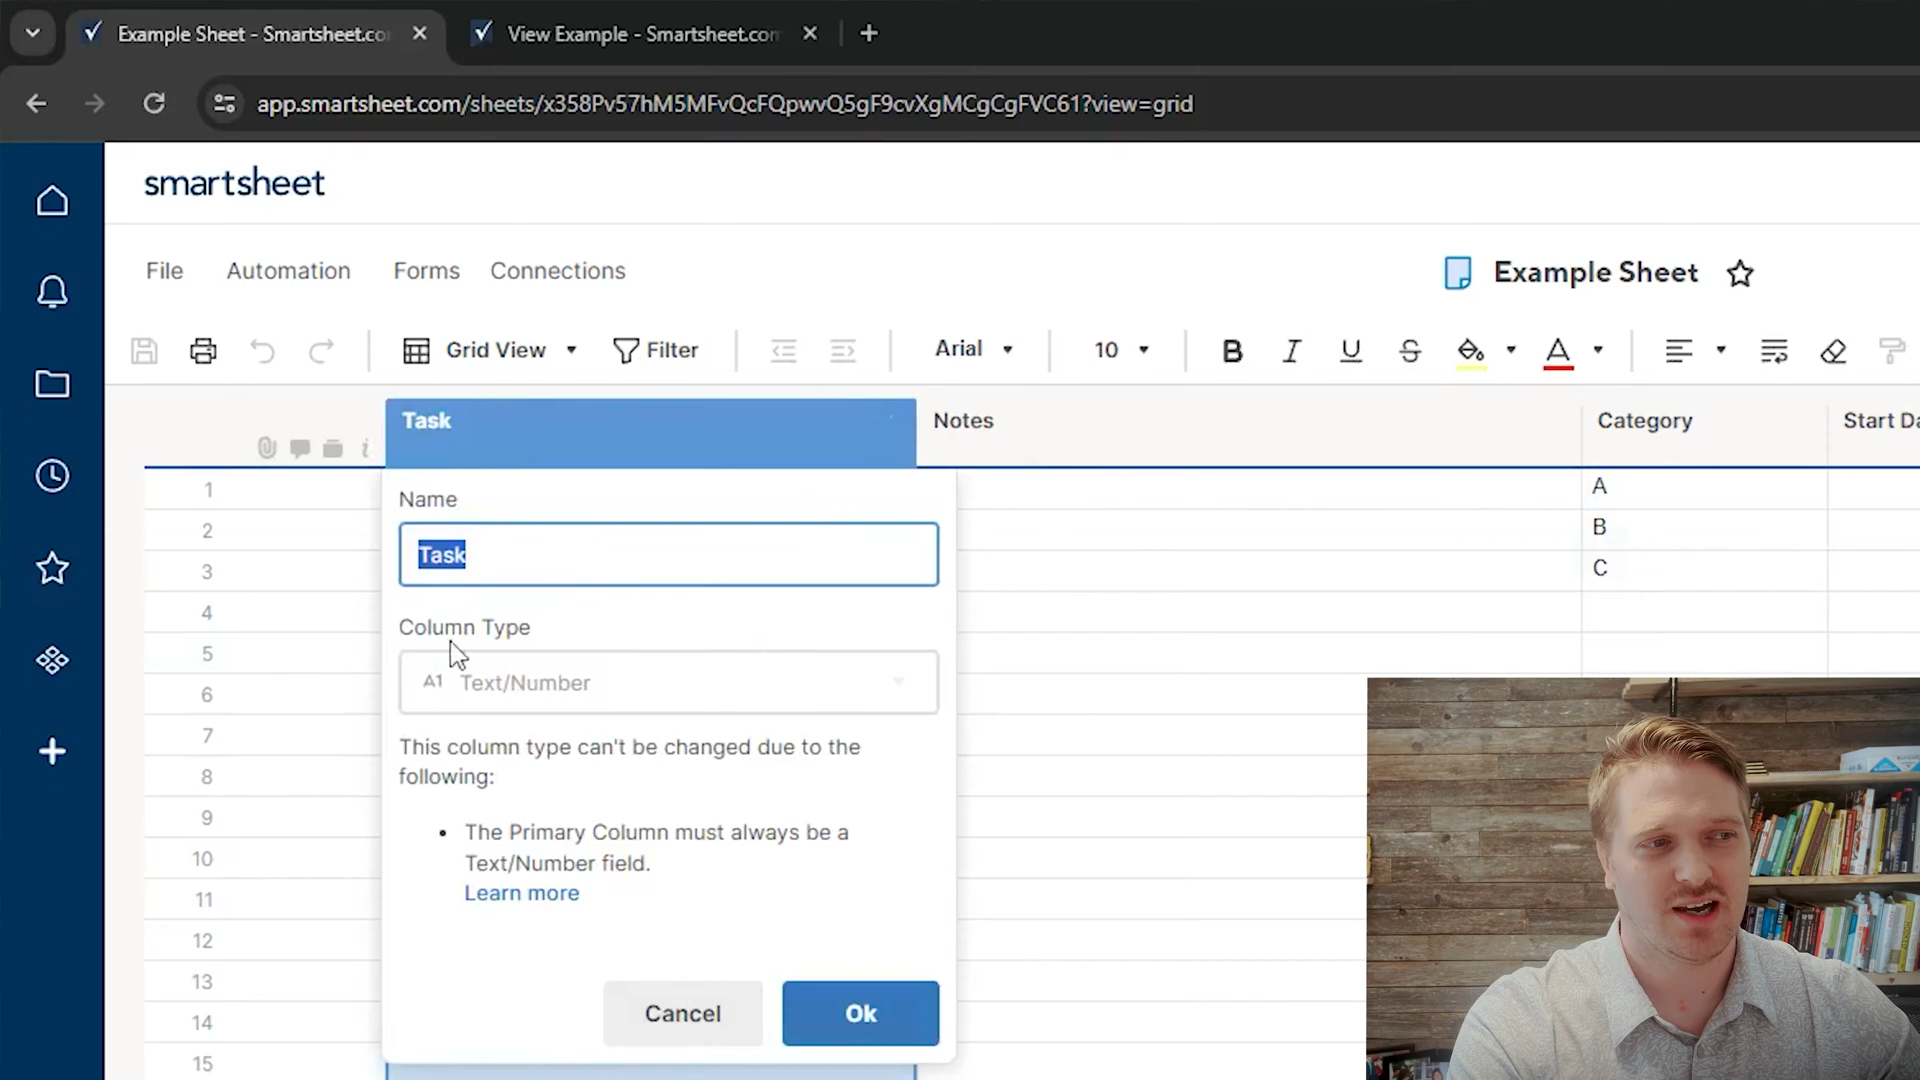 Example Sheet - Smartsheet.co
View Example - Smartsheet.com
app.smartsheet.com/sheets/x358Pv57hM5MFvQcFQpwvQ5gF9cvXgMCgCgFVC61?view=grid
smartsheet
File Automation Forms Connections
Example Sheet
Grid View Filter Arial 10 B I U S A
Task Notes Category Start Da
1 A
2 B
3 C
4
5
6
7
8
9
10
11
12
13
14
15
Name
Task
Column Type
A1 Text/Number
This column type can't be changed due to the
following:
• The Primary Column must always be a
Text/Number field.
Learn more
Cancel Ok